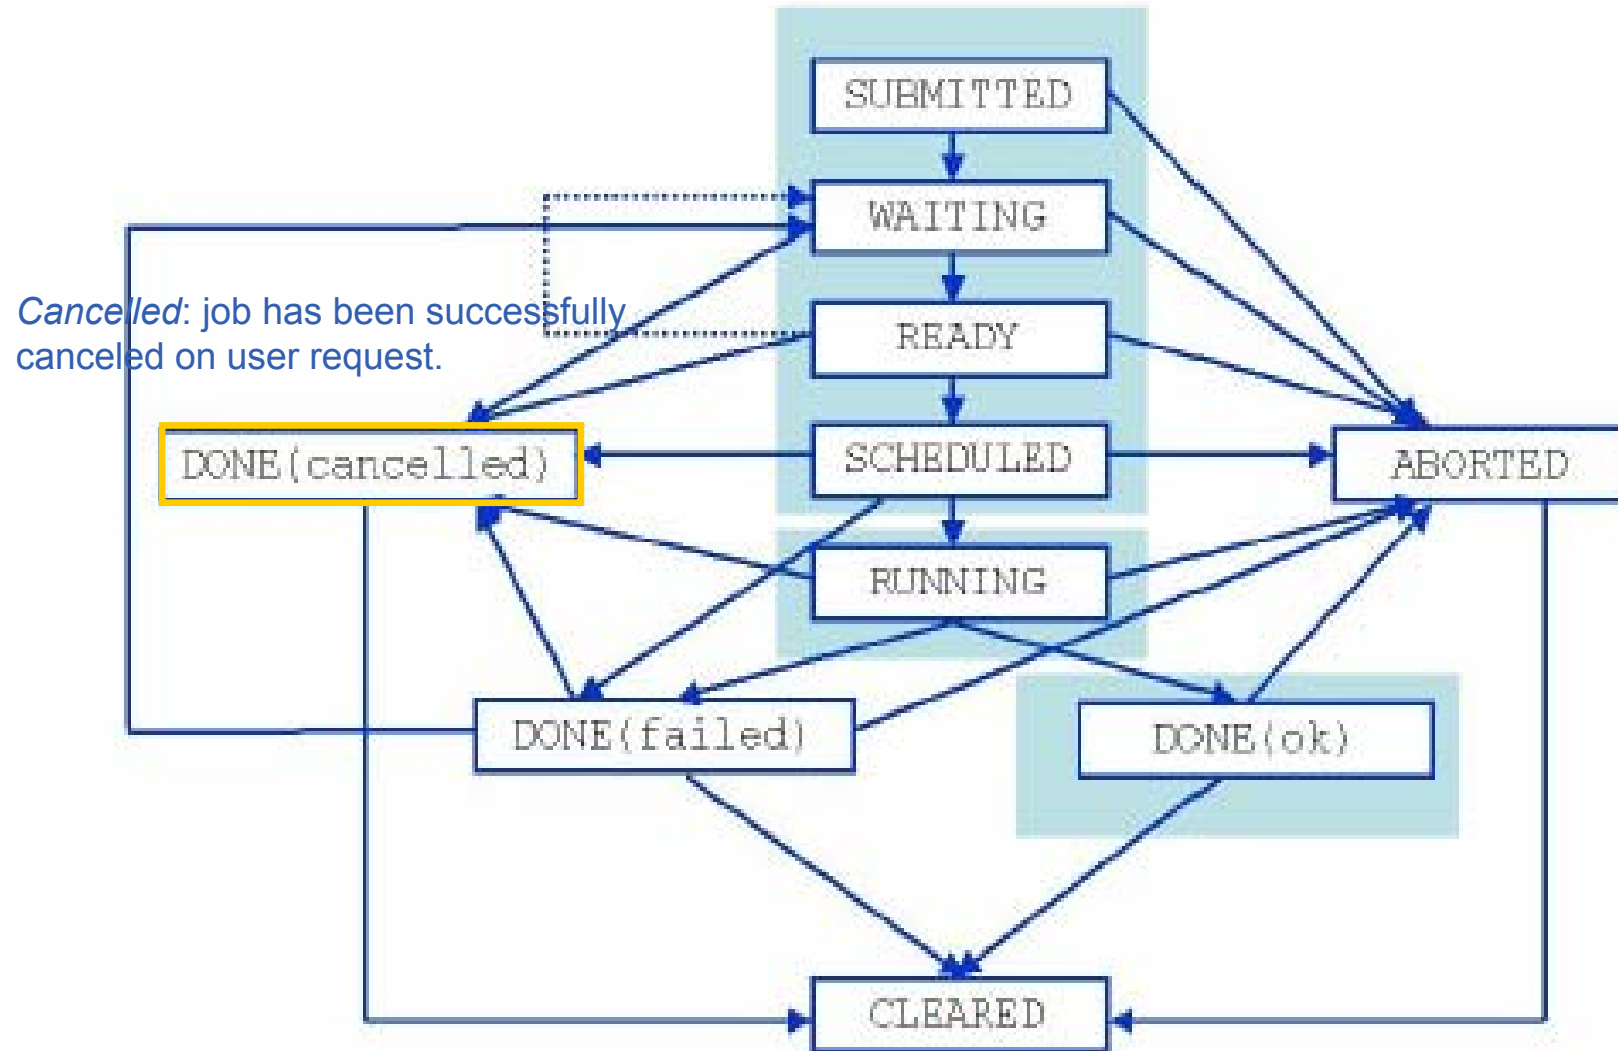 SUBMITTED
WAITING
Cancelled: job has been successfully
canceled on user request.
READY
DONE(cancelled)
SCHEDULED
ABORTED
RUNNING
DONE(failed)
DONE(ok)
CLEARED